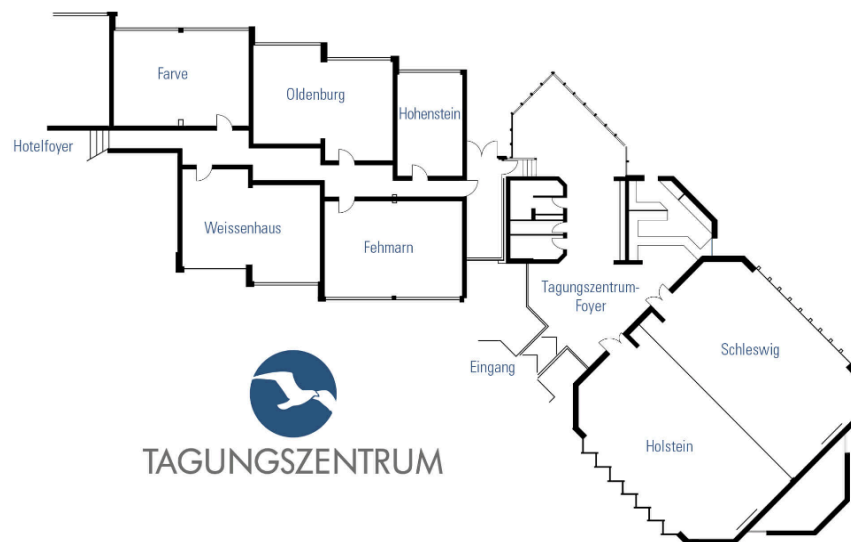 Farve
Oldenburg
Hohenstein
Hotelfoyer
Weissenhaus
Fehmarn
Tagungszentrum-
Foyer
Schleswig
Eingang
Holstein
TAGUNGSZENTRUM